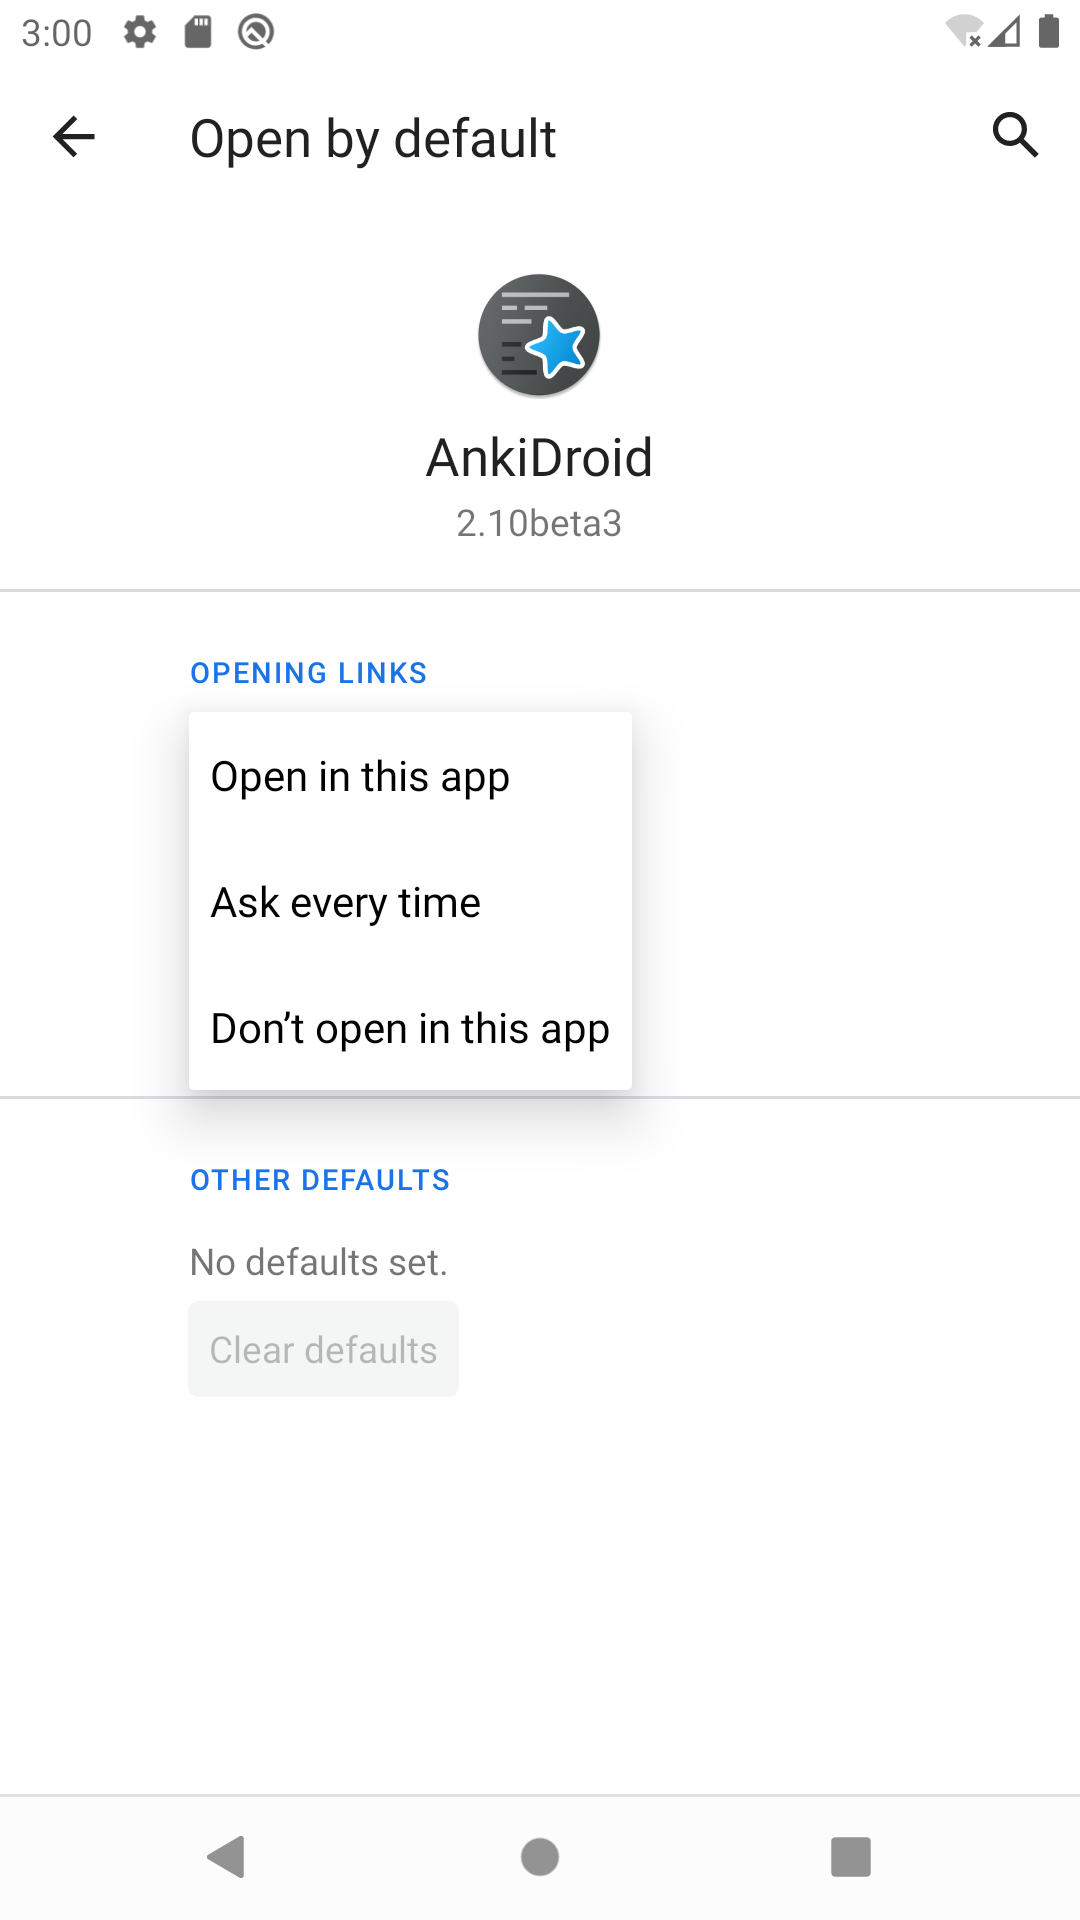 3:00
Open by default
AnkiDroid
2.10beta3
OPENING LINKS
Open in this app
Ask every time
Don’t open in this app
OTHER DEFAULTS
No defaults set.
Clear defaults